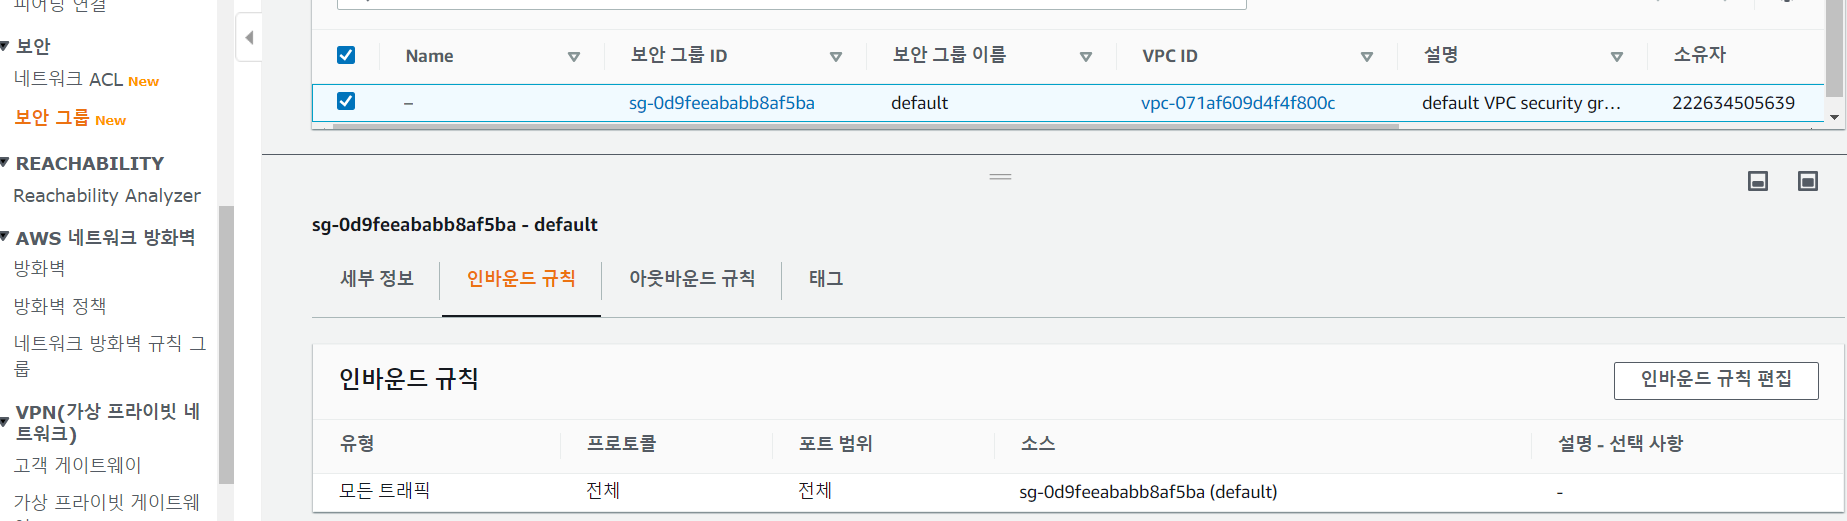 피어링 연결
보안
네트워크 ACL New
보안 그룹 New
REACHABILITY
Reachability Analyzer
AWS 네트워크 방화벽
방화벽
방화벽 정책
네트워크 방화벽 규칙 그
룹
VPN(가상 프라이빗 네
트워크)
고객 게이트웨이
가상 프라이빗 게이트웨
Name 보안 그룹 ID 보안 그룹 이름 VPC ID 설명 소유자
– sg-0d9feeababb8af5ba default vpc-071af609d4f4f800c default VPC security gr… 222634505639
sg-0d9feeababb8af5ba - default
세부 정보 인바운드 규칙 아웃바운드 규칙 태그
인바운드 규칙 인바운드 규칙 편집
유형 프로토콜 포트 범위 소스 설명 - 선택 사항
모든 트래픽 전체 전체 sg-0d9feeababb8af5ba (default) -